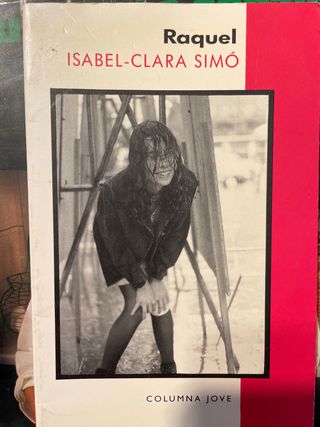 Raquel
ISABEL-CLARA SIMÓ
COLUMNA JOVE